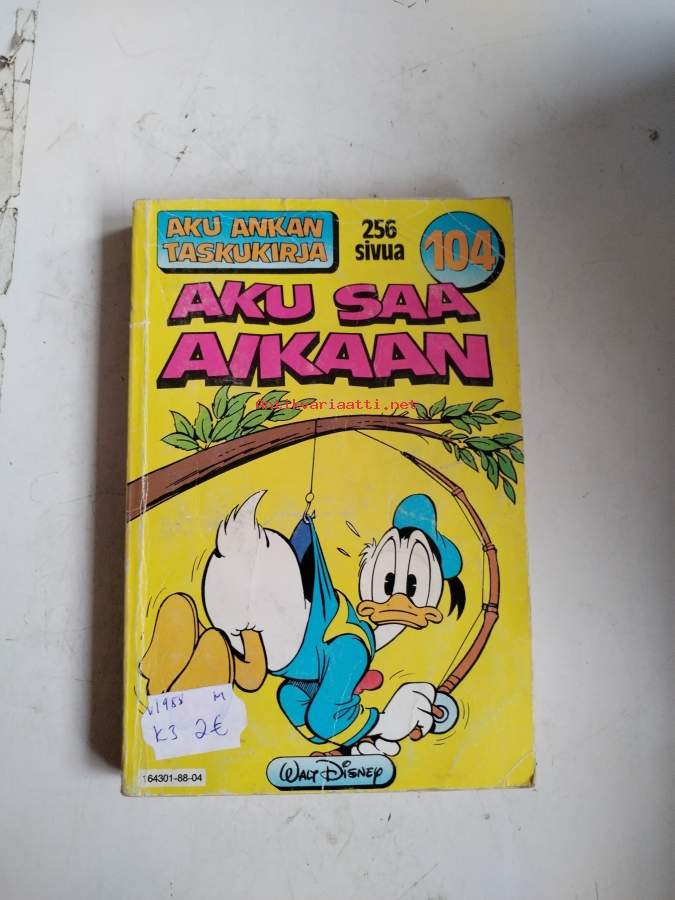 AKU ANKAN
TASKUKIRJA
256
sivua
104
AKU SAA
AIKAAN
Antikvariaatti.net
v1988 M
K3 2€
164301-88-04
WALT DISNEY